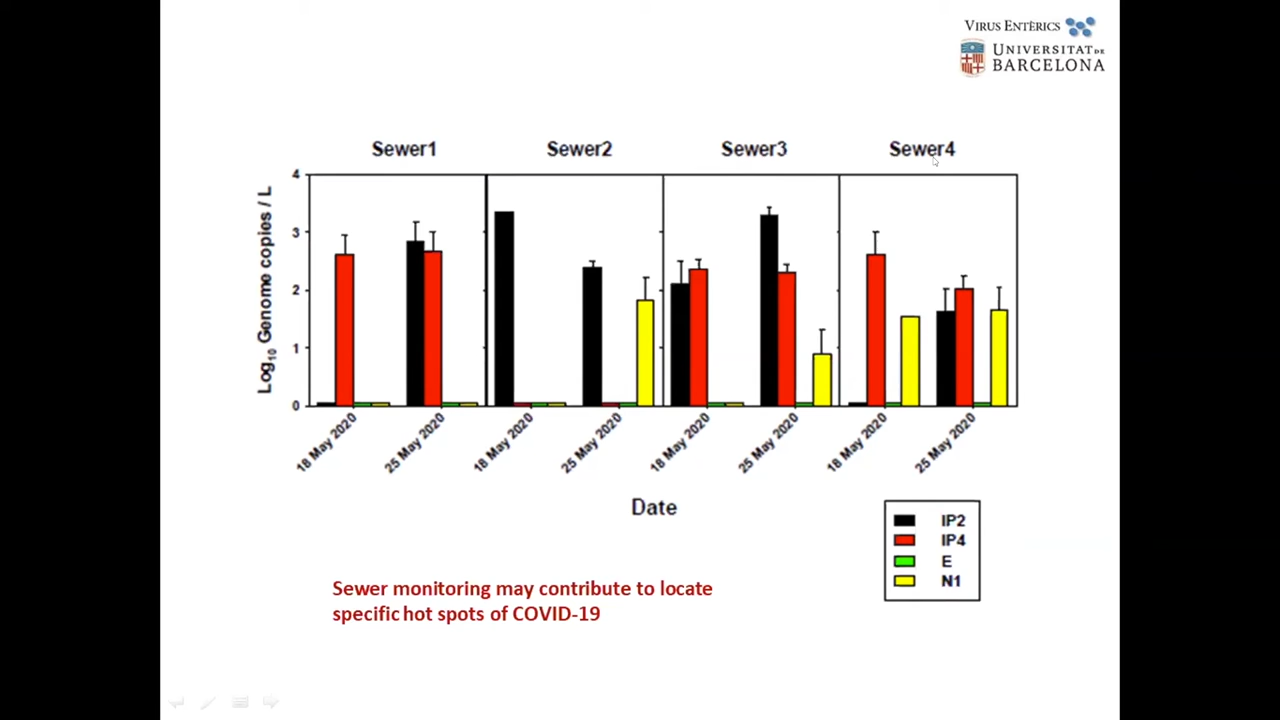 VIRUS ENTÈRICS
UNIVERSITAT DE
BARCELONA
Sewer1 Sewer2 Sewer3 Sewer4
Log10 Genome copies / L
4
3
2
1
0
18 May 2020 25 May 2020 18 May 2020 25 May 2020 18 May 2020 25 May 2020 18 May 2020 25 May 2020
Date
IP2
IP4
E
N1
Sewer monitoring may contribute to locate
specific hot spots of COVID-19